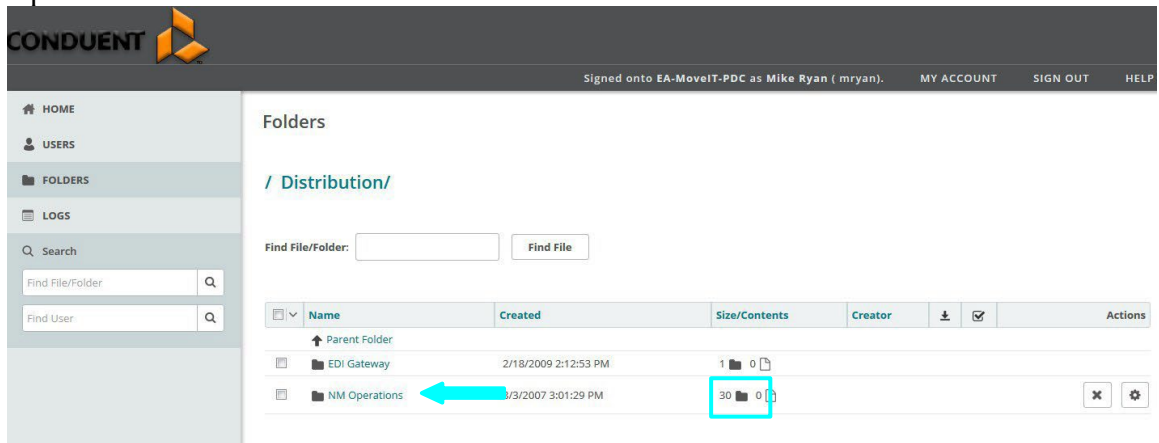 CONDUENT
Signed onto EA-MoveIT-PDC as Mike Ryan ( mryan). MY ACCOUNT SIGN OUT HELP
HOME
USERS
FOLDERS
LOGS
Search
Find File/Folder
Find User
Folders
/ Distribution/
Find File/Folder: Find File
Name Created Size/Contents Creator Actions
Parent Folder
EDI Gateway 2/18/2009 2:12:53 PM 1 0
NM Operations /3/2007 3:01:29 PM 30 0